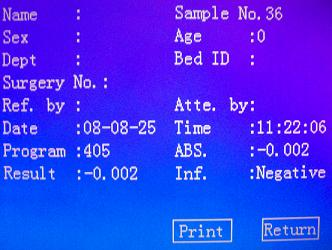 Name : Sample No.36
Sex : Age :0
Dept : Bed ID :
Surgery No.:
Ref. by : Atte. by:
Date :08-08-25 Time :11:22:06
Program :405 ABS. :-0.002
Result :-0.002 Inf. :Negative
Print Return